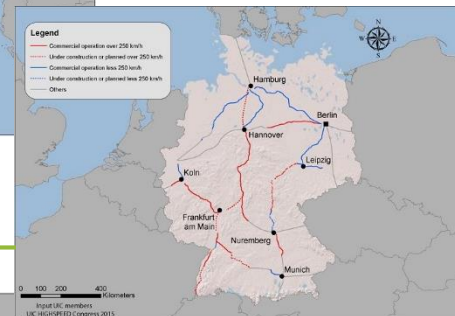 Legend
Commercial operation over 250 km/h
Under construction or planned over 250 km/h
Commercial operation less 250 km/h
Under construction or planned less 250 km/h
Others
N
W E
S
Hamburg
Berlin
Hannover
Leipzig
Koln
Frankfurt
am Main
Nuremberg
Munich
0 100 200 400
Kilometers
Input UIC members
UIC HIGHSPEED Congress 2015